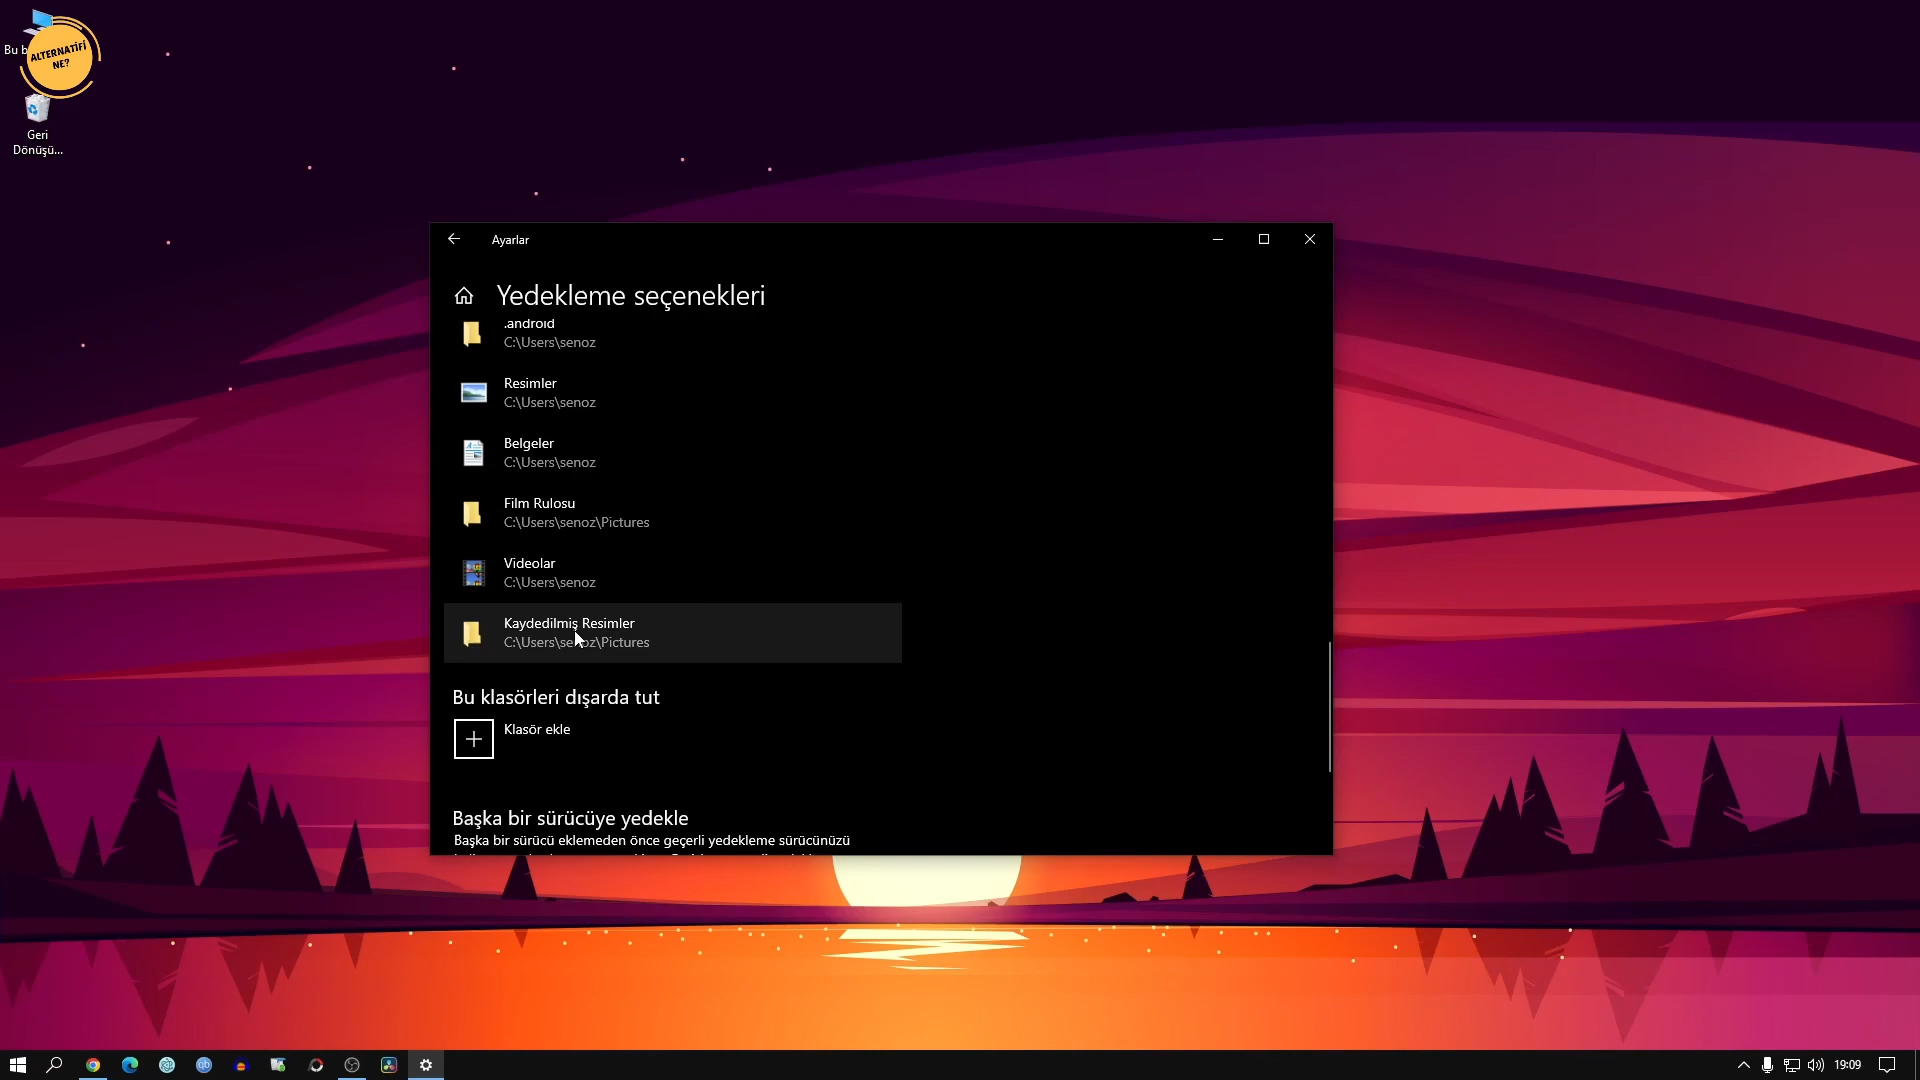 Bu b
ALTERNATİFİ
NE?
Geri
Dönüşü...
Ayarlar
Yedekleme seçenekleri
.android
C:\Users\senoz
Resimler
C:\Users\senoz
Belgeler
C:\Users\senoz
Film Rulosu
C:\Users\senoz\Pictures
Videolar
C:\Users\senoz
Kaydedilmiş Resimler
C:\Users\senoz\Pictures
Bu klasörleri dışarda tut
Klasör ekle
Başka bir sürücüye yedekle
Başka bir sürücü eklemeden önce geçerli yedekleme sürücünüzü
qb
19:09